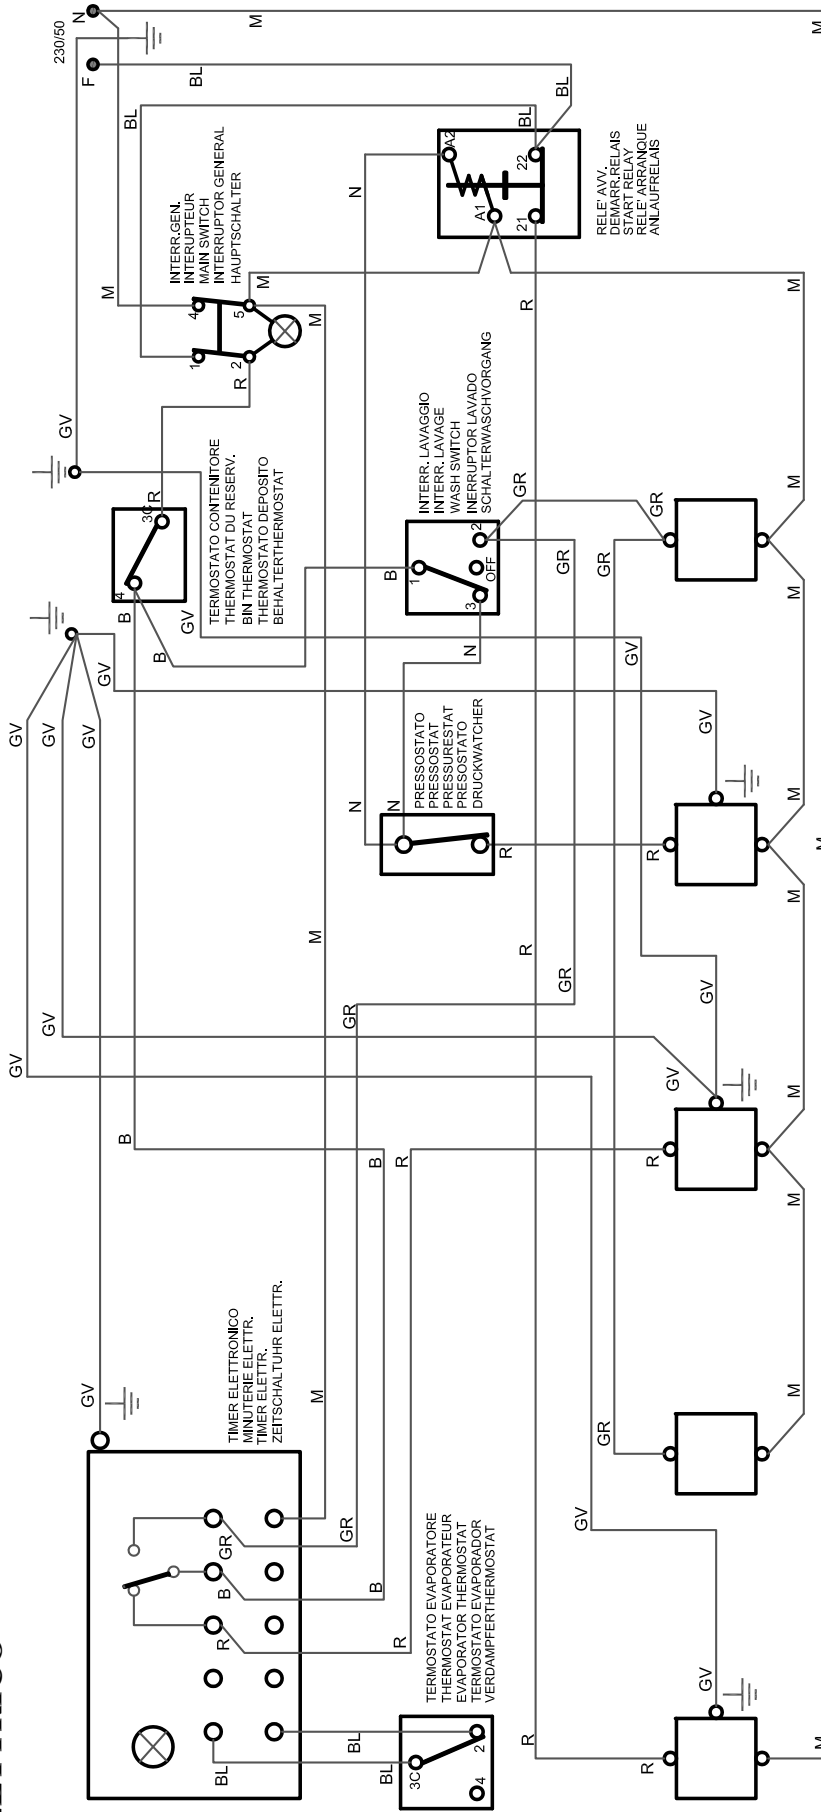 GV
GV
GV
GV
230/50
N
F
GV
GV
GV
GV
M
B
B
4
3C
R
BL
B
GV
BL
M
INTERR.GEN.
INTERUPTEUR
MAIN SWITCH
INTERRUPTOR GENERAL
HAUPTSCHALTER
1
4
2
5
R
M
M
TERMOSTATO CONTENITORE
THERMOSTAT DU RESERV.
BIN THERMOSTAT
THERMOSTATO DEPOSITO
BEHALTERTHERMOSTAT
TIMER ELETTRONICO
MINUTERIE ELETTR.
TIMER ELETTR.
ZEITSCHALTUHR ELETTR.
BL
R
B
GR
M
M
GR
GR
BL
B
B
N
N
BL
R
R
B
N
3C
2
4
TERMOSTATO EVAPORATORE
THERMOSTAT EVAPORATEUR
EVAPORATOR THERMOSTAT
TERMOSTATO EVAPORADOR
VERDAMPFERTHERMOSTAT
PRESSOSTATO
PRESSOSTAT
PRESSURESTAT
PRESOSTATO
DRUCKWATCHER
INTERR. LAVAGGIO
INTERR. LAVAGE
WASH SWITCH
INERRUPTOR LAVADO
SCHALTERWASCHVORGANG
1
3
OFF
2
N
R
A2
A1
21
22
BL
BL
RELE' AVV.
DEMARR.RELAIS
START RELAY
RELE' ARRANQUE
ANLAUFRELAIS
R
R
R
GR
GR
GR
GV
GR
GR
GV
R
R
R
GR
GV
GV
GV
GV
M
M
M
M
M
M
M
M
M
M